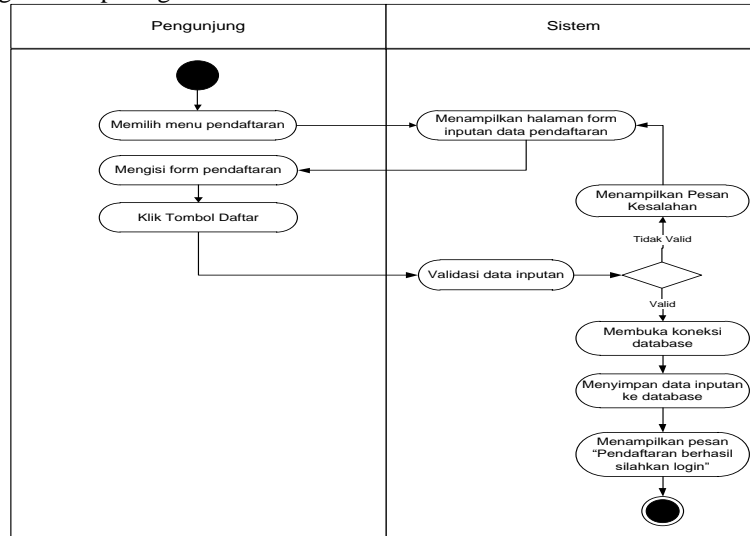 Pengunjung
Sistem
Memilih menu pendaftaran
Menampilkan halaman form
inputan data pendaftaran
Mengisi form pendaftaran
Menampilkan Pesan
Kesalahan
Klik Tombol Daftar
Tidak Valid
Validasi data inputan
Valid
Membuka koneksi
database
Menyimpan data inputan
ke database
Menampilkan pesan
“Pendaftaran berhasil
silahkan login”